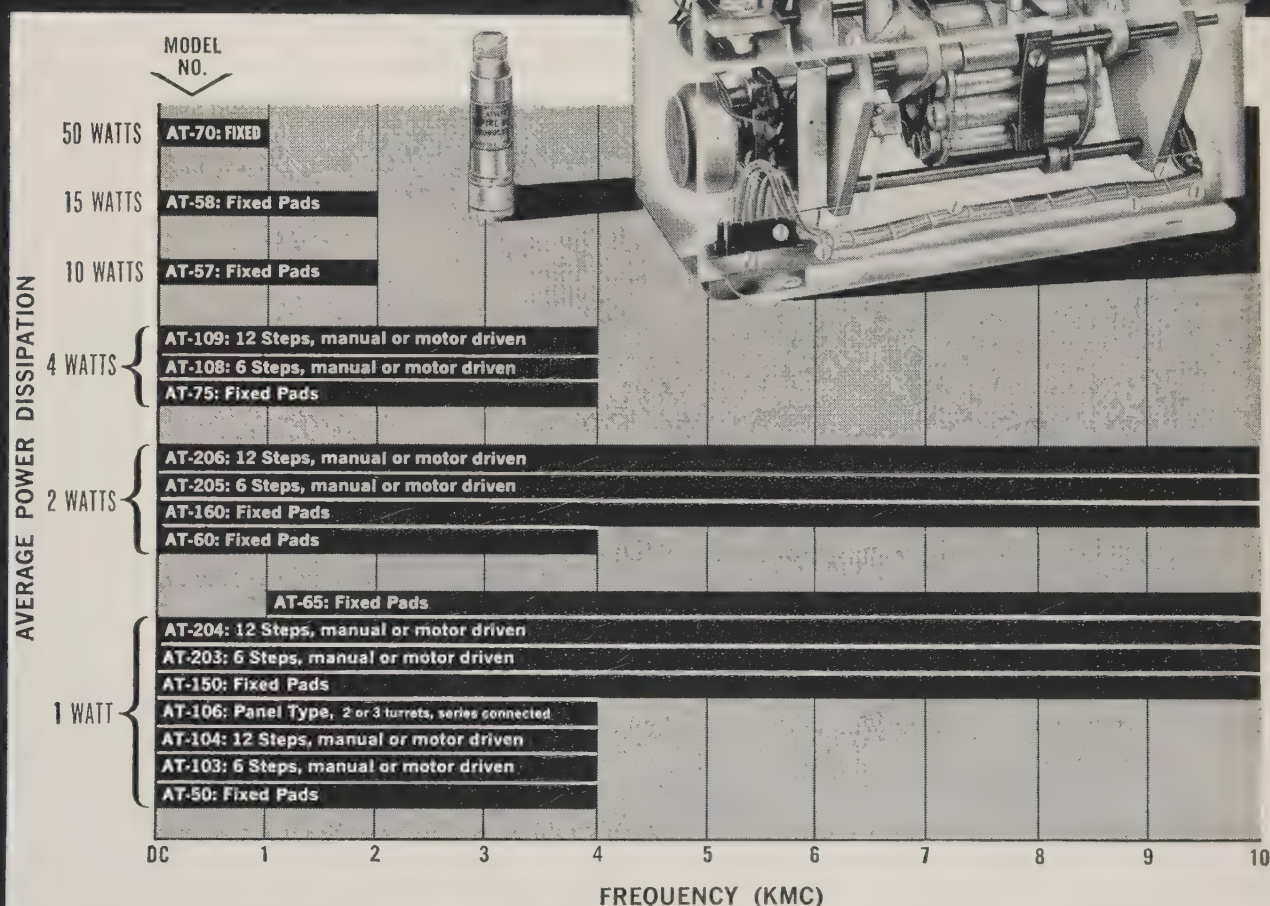 MODEL
NO.
50 WATTS
AT-70: FIXED
15 WATTS
AT-58: Fixed Pads
10 WATTS
AT-57: Fixed Pads
4 WATTS
AT-109: 12 Steps, manual or motor driven
AT-108: 6 Steps, manual or motor driven
AT-75: Fixed Pads
2 WATTS
AT-206: 12 Steps, manual or motor driven
AT-205: 6 Steps, manual or motor driven
AT-160: Fixed Pads
AT-60: Fixed Pads
AT-65: Fixed Pads
1 WATT
AT-204: 12 Steps, manual or motor driven
AT-203: 6 Steps, manual or motor driven
AT-150: Fixed Pads
AT-106: Panel Type, 2 or 3 turrets, series connected
AT-104: 12 Steps, manual or motor driven
AT-103: 6 Steps, manual or motor driven
AT-50: Fixed Pads
AVERAGE POWER DISSIPATION
DC 1 2 3 4 5 6 7 8 9 10
FREQUENCY (KMC)